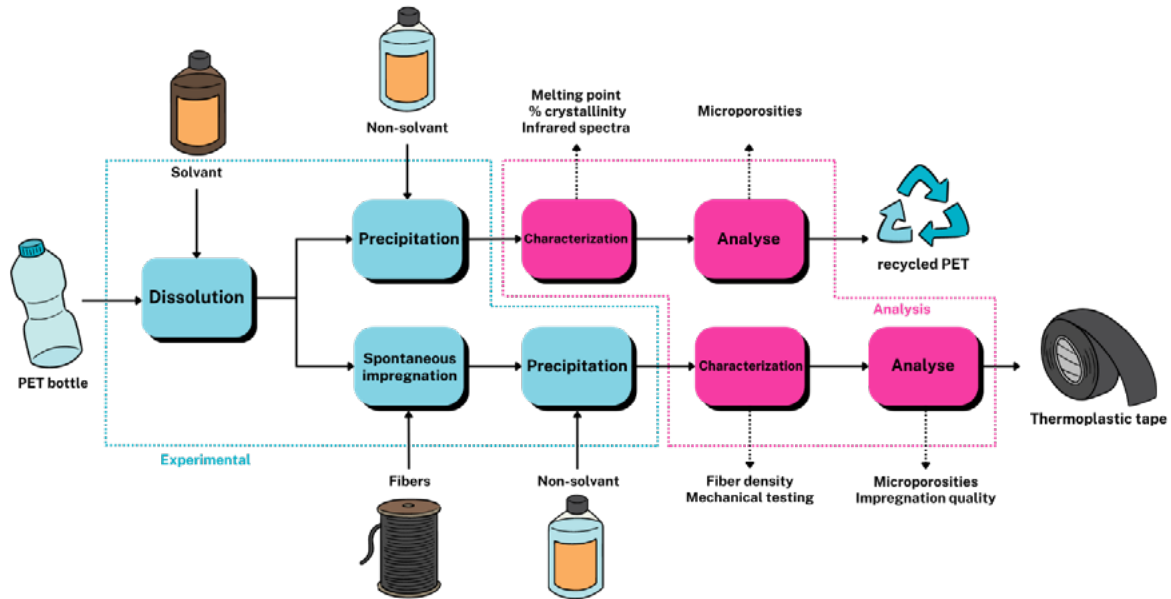 Non-solvant
Melting point
% crystallinity
Infrared spectra
Microporosities
Solvant
Precipitation
Characterization
Analyse
recycled PET
Dissolution
Analysis
PET bottle
Spontaneous
impregnation
Precipitation
Characterization
Analyse
Thermoplastic tape
Experimental
Fibers
Non-solvant
Fiber density
Mechanical testing
Microporosities
Impregnation quality